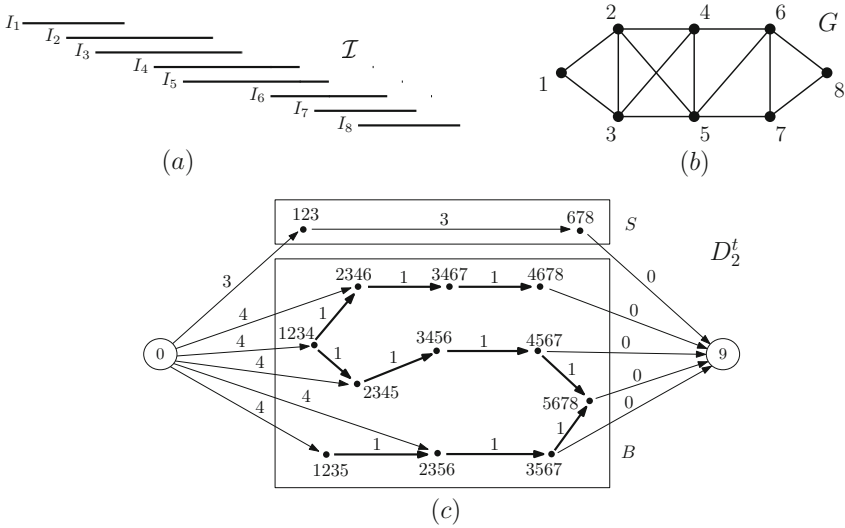 I1
I2
I3
I4
I5
I6
I7
I8
ℐ
(a)
G
2 4 6
1 8
3 5 7
(b)
123 3 678 S
D_2^t
3 0
2346 1 3467 1 4678
4 1 0
1234 3456 1 4567
0 4 1 1 0 9
4 2345 1 0
4 5678 0
4 1
1235 1 2356 1 3567 B
(c)